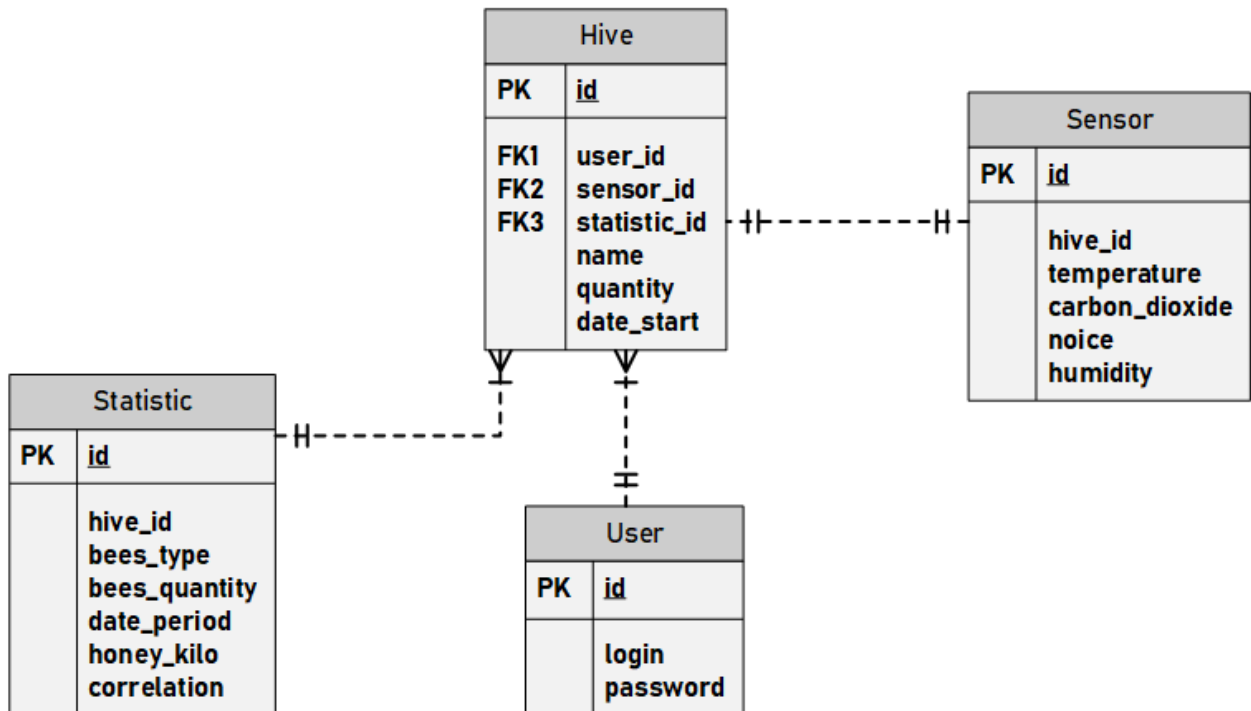 Hive
PK id
FK1 user_id
FK2 sensor_id
FK3 statistic_id
name
quantity
date_start
Sensor
PK id
hive_id
temperature
carbon_dioxide
noice
humidity
Statistic
PK id
hive_id
bees_type
bees_quantity
date_period
honey_kilo
correlation
User
PK id
login
password